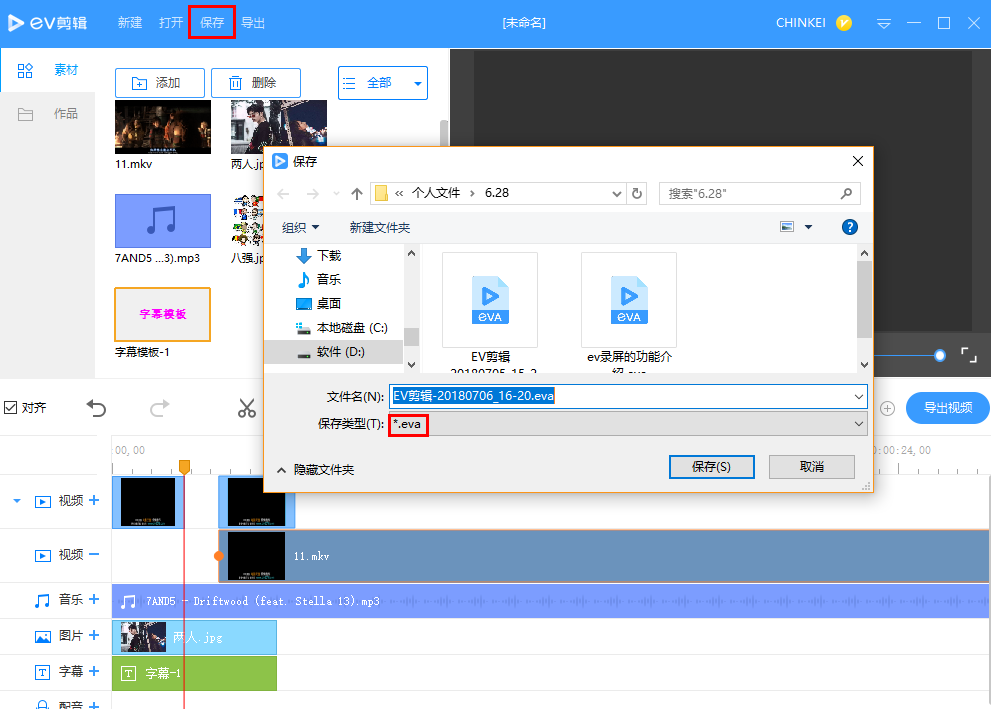 EV剪辑 新建 打开 保存 导出 [未命名] CHINKEI
素材
作品
添加 删除 全部
11.mkv
两人.jp
7AND5 ...3).mp3
八强.jp
字幕模板
字幕模板-1
保存
« 个人文件 › 6.28 搜索"6.28"
组织 新建文件夹 ?
下载
音乐
桌面
本地磁盘 (C:)
软件 (D:)
eVA
EV剪辑
20180705-15-2
eVA
ev录屏的功能介
绍.eva
文件名(N): EV剪辑-20180706_16-20.eva
保存类型(T): *.eva
隐藏文件夹 保存(S) 取消
对齐 导出视频
:00, 00 0:00:24, 00
视频
视频 11.mkv
音乐 7AND5 - Driftwood (feat. Stella 13).mp3
图片 两人.jpg
字幕 T 字幕-1
配音